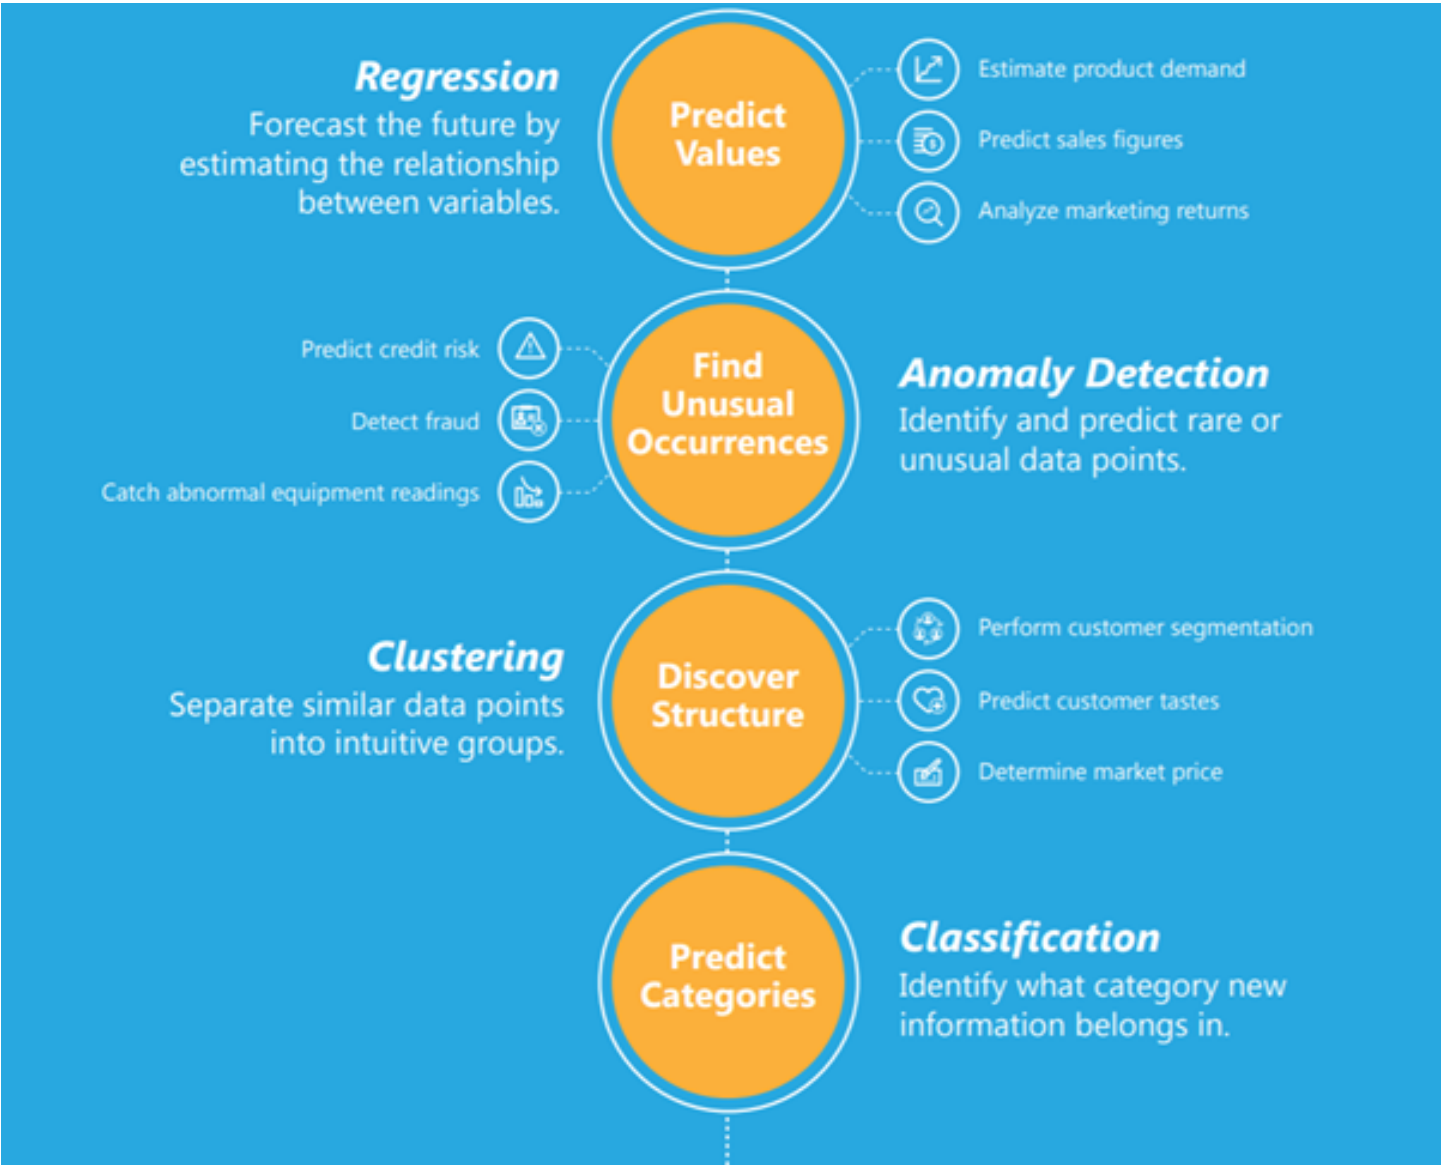 Regression
Forecast the future by
estimating the relationship
between variables.
Predict
Values
Estimate product demand
Predict sales figures
Analyze marketing returns
Predict credit risk
Detect fraud
Catch abnormal equipment readings
Find
Unusual
Occurrences
Anomaly Detection
Identify and predict rare or
unusual data points.
Clustering
Separate similar data points
into intuitive groups.
Discover
Structure
Perform customer segmentation
Predict customer tastes
Determine market price
Predict
Categories
Classification
Identify what category new
information belongs in.